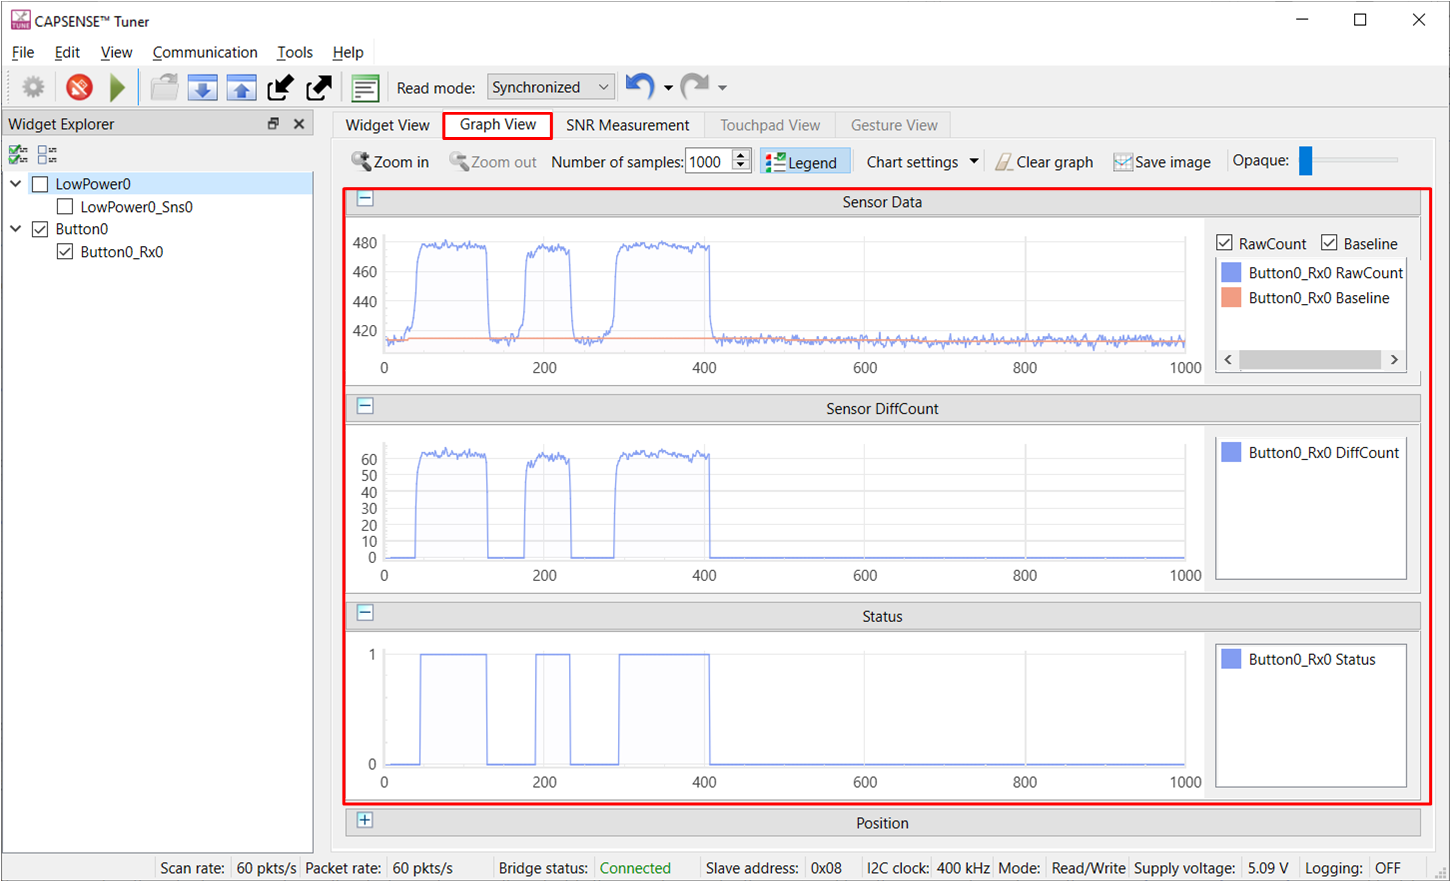 CAPSENSE™ Tuner
File Edit View Communication Tools Help
Read mode: Synchronized
Widget Explorer
LowPower0
LowPower0_Sns0
Button0
Button0_Rx0
Widget View Graph View SNR Measurement Touchpad View Gesture View
Zoom in Zoom out Number of samples: 1000 Legend Chart settings Clear graph Save image Opaque:
Sensor Data
480
460
440
420
0 200 400 600 800 1000
RawCount Baseline
Button0_Rx0 RawCount
Button0_Rx0 Baseline
Sensor DiffCount
60
50
40
30
20
10
0
0 200 400 600 800 1000
Button0_Rx0 DiffCount
Status
1
0
0 200 400 600 800 1000
Button0_Rx0 Status
Position
Scan rate: 60 pkts/s Packet rate: 60 pkts/s Bridge status: Connected Slave address: 0x08 I2C clock: 400 kHz Mode: Read/Write Supply voltage: 5.09 V Logging: OFF